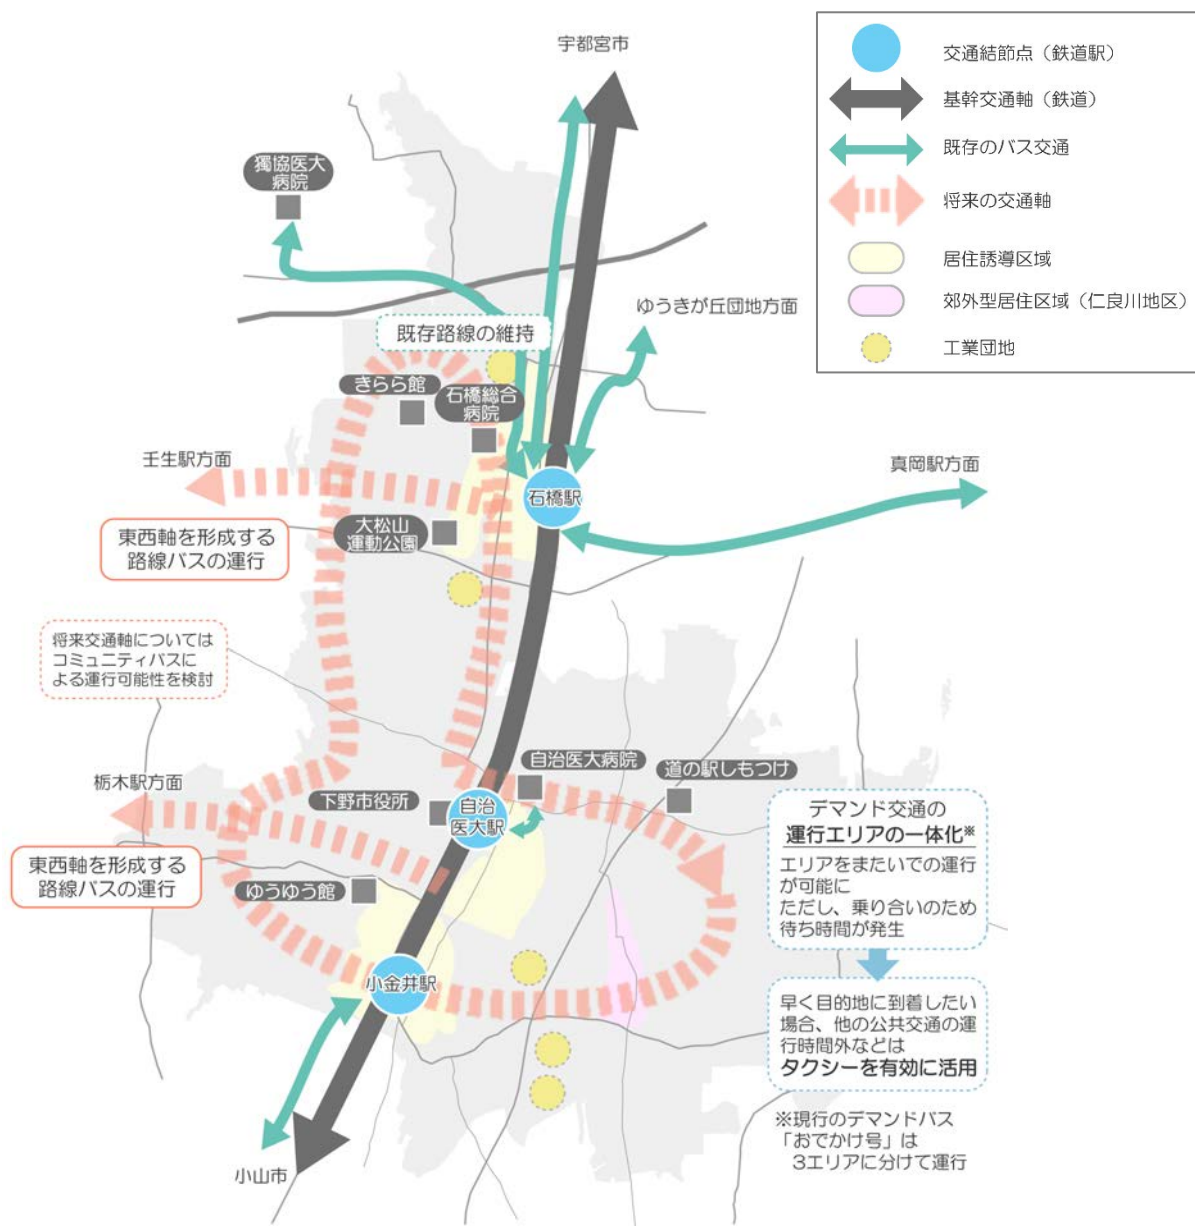 宇都宮市
交通結節点（鉄道駅）
基幹交通軸（鉄道）
既存のバス交通
将来の交通軸
居住誘導区域
郊外型居住区域（仁良川地区）
工業団地
獨協医大
病院
ゆうきが丘団地方面
既存路線の維持
きらら館
石橋総合
病院
壬生駅方面
真岡駅方面
石橋駅
大松山
運動公園
東西軸を形成する
路線バスの運行
将来交通軸については
コミュニティバスに
よる運行可能性を検討
自治医大病院
道の駅しもつけ
栃木駅方面
下野市役所
自治
医大駅
東西軸を形成する
路線バスの運行
ゆうゆう館
小金井駅
デマンド交通の
運行エリアの一体化※
エリアをまたいでの運行
が可能に
ただし、乗り合いのため
待ち時間が発生
早く目的地に到着したい
場合、他の公共交通の運
行時間外などは
タクシーを有効に活用
※現行のデマンドバス
「おでかけ号」は
3エリアに分けて運行
小山市